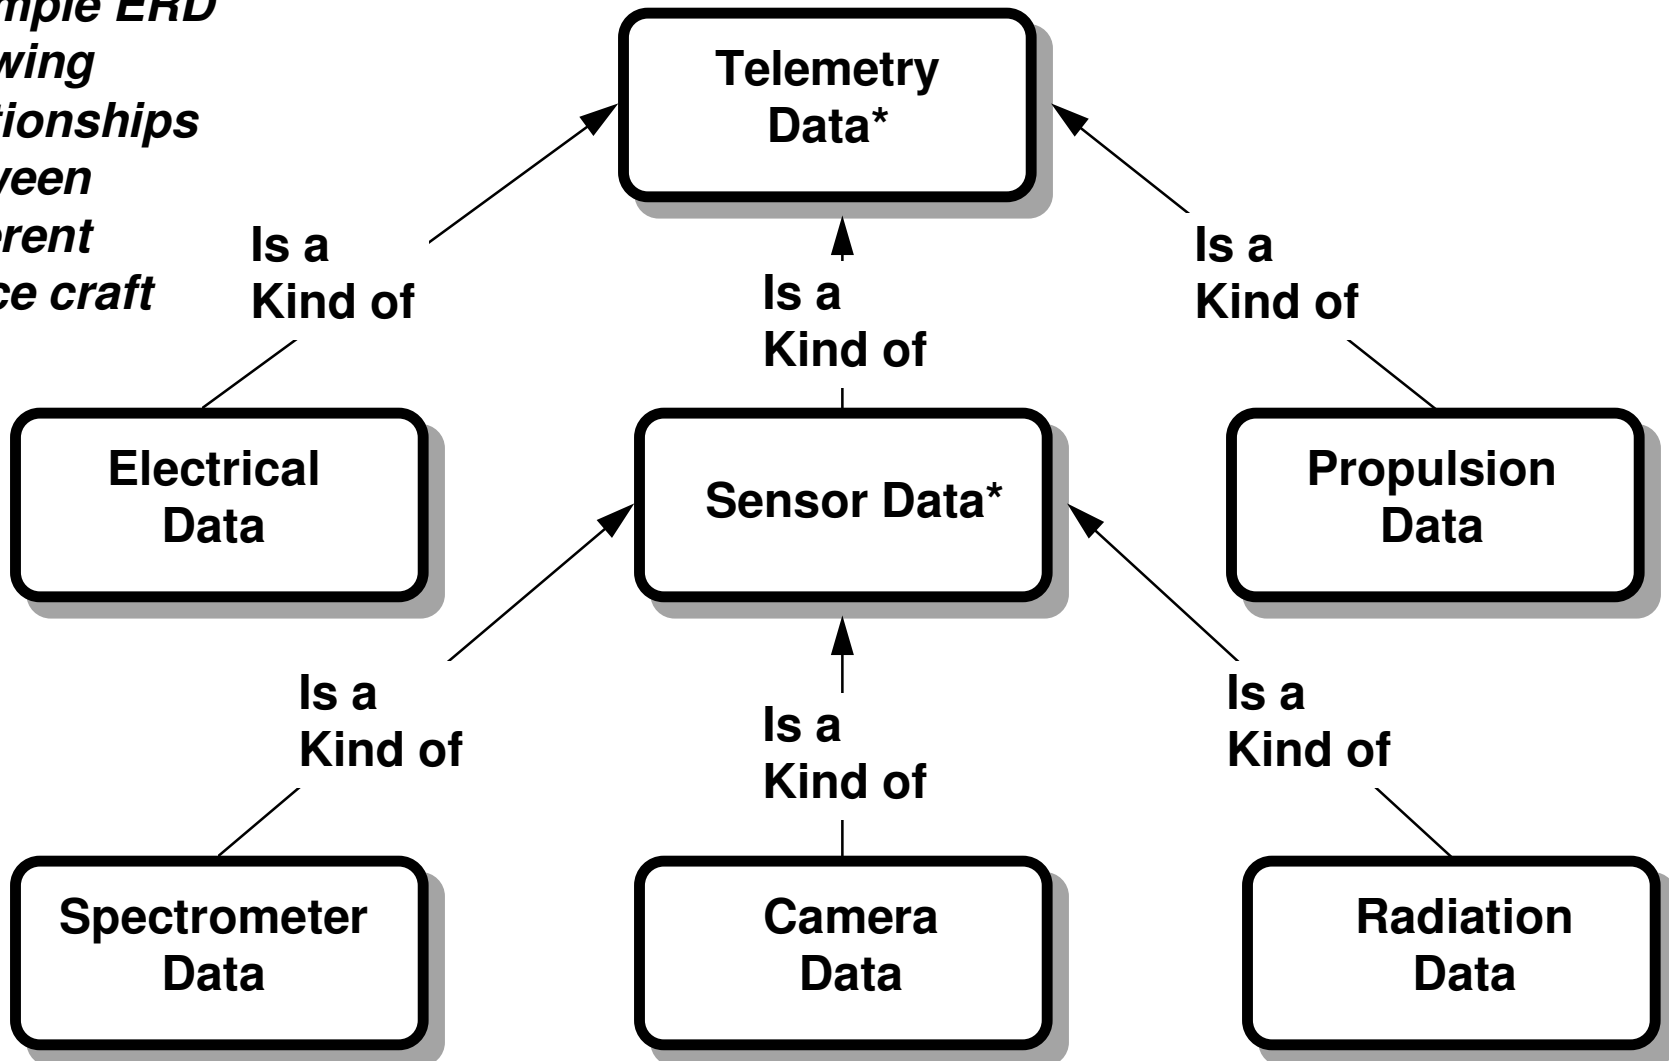 mple ERD
wing
tionships
ween
erent
ce craft
Telemetry
Data*
Is a
Kind of
Is a
Kind of
Is a
Kind of
Electrical
Data
Sensor Data*
Propulsion
Data
Is a
Kind of
Is a
Kind of
Is a
Kind of
Spectrometer
Data
Camera
Data
Radiation
Data